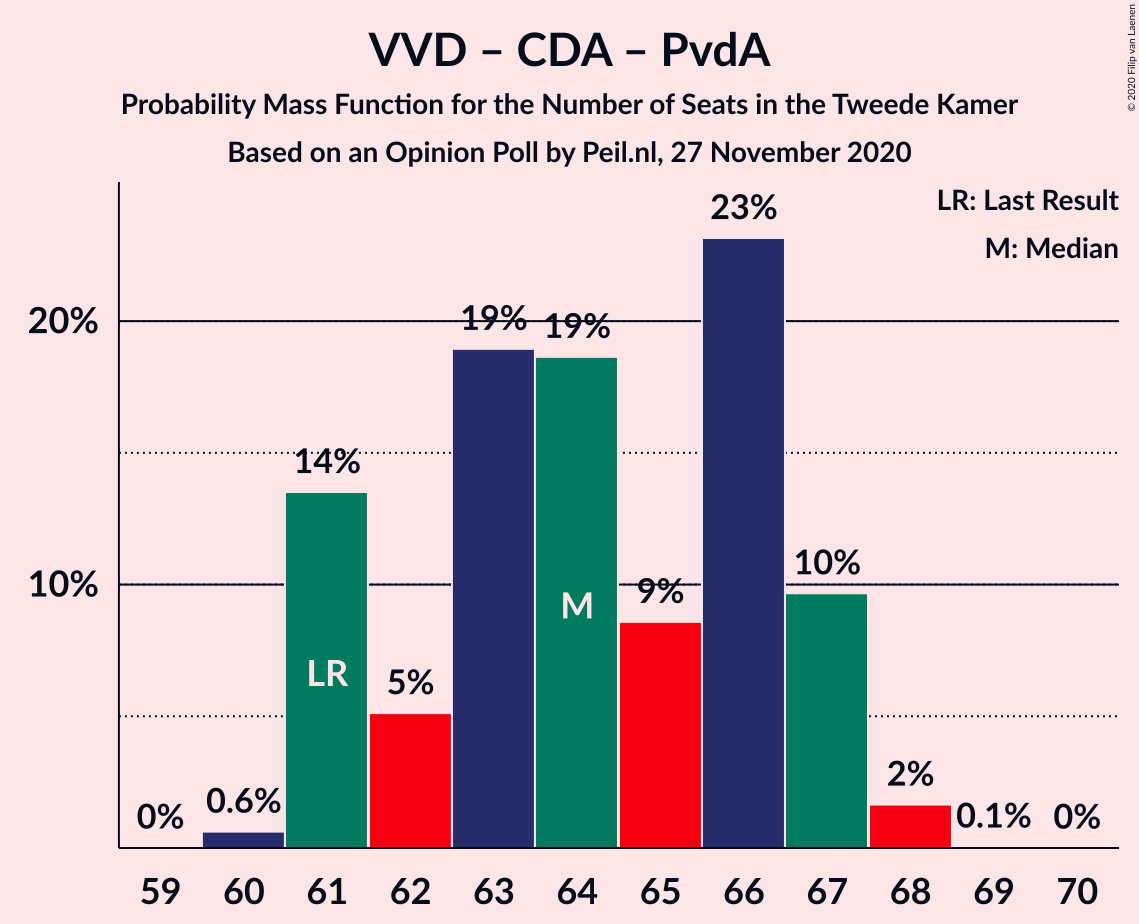 VVD – CDA – PvdA
Probability Mass Function for the Number of Seats in the Tweede Kamer
Based on an Opinion Poll by Peil.nl, 27 November 2020
© 2020 Filip van Laenen
LR: Last Result
M: Median
23%
20%
19%
19%
14%
10%
10%
9%
M
LR
5%
2%
0%
0.6%
0.1%
0%
59 60 61 62 63 64 65 66 67 68 69 70